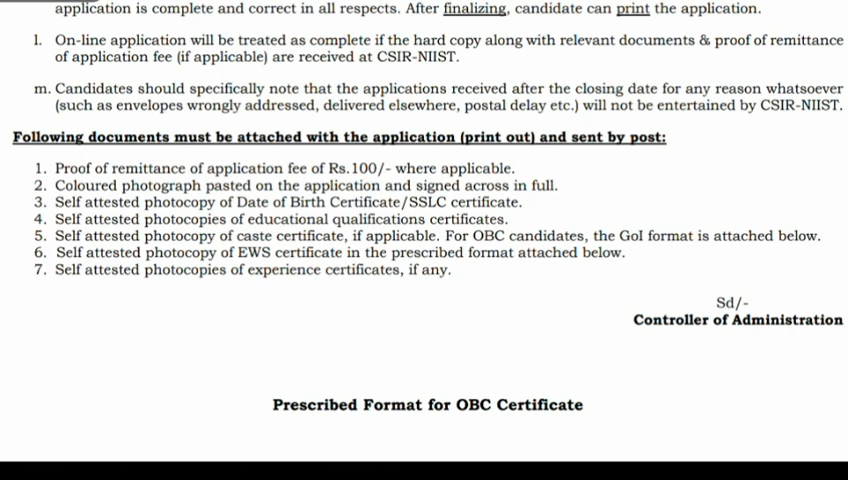 application is complete and correct in all respects. After finalizing, candidate can print the application.
l. On-line application will be treated as complete if the hard copy along with relevant documents & proof of remittance
of application fee (if applicable) are received at CSIR-NIIST.
m. Candidates should specifically note that the applications received after the closing date for any reason whatsoever
(such as envelopes wrongly addressed, delivered elsewhere, postal delay etc.) will not be entertained by CSIR-NIIST.
Following documents must be attached with the application (print out) and sent by post:
1. Proof of remittance of application fee of Rs.100/- where applicable.
2. Coloured photograph pasted on the application and signed across in full.
3. Self attested photocopy of Date of Birth Certificate/SSLC certificate.
4. Self attested photocopies of educational qualifications certificates.
5. Self attested photocopy of caste certificate, if applicable. For OBC candidates, the GoI format is attached below.
6. Self attested photocopy of EWS certificate in the prescribed format attached below.
7. Self attested photocopies of experience certificates, if any.
Sd/-
Controller of Administration
Prescribed Format for OBC Certificate